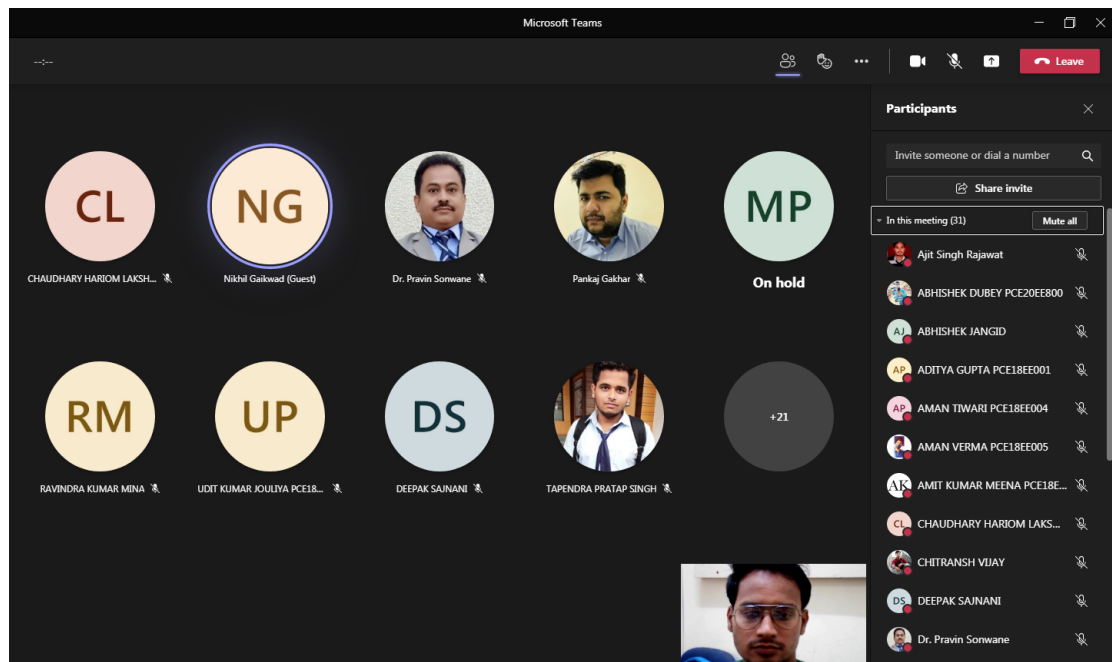 Microsoft Teams
--:--
Leave
CL
NG
MP
CHAUDHARY HARIOM LAKSH...
Nikhil Gaikwad (Guest)
Dr. Pravin Sonwane
Pankaj Gakhar
On hold
RM
UP
DS
+21
RAVINDRA KUMAR MINA
UDIT KUMAR JOULIYA PCE18...
DEEPAK SAJNANI
TAPENDRA PRATAP SINGH
Participants
Invite someone or dial a number
Share invite
In this meeting (31)
Mute all
Ajit Singh Rajawat
ABHISHEK DUBEY PCE20EE800
AJ
ABHISHEK JANGID
AP
ADITYA GUPTA PCE18EE001
AP
AMAN TIWARI PCE18EE004
AMAN VERMA PCE18EE005
AK
AMIT KUMAR MEENA PCE18E...
CL
CHAUDHARY HARIOM LAKS...
CHITRANSH VIJAY
DS
DEEPAK SAJNANI
Dr. Pravin Sonwane